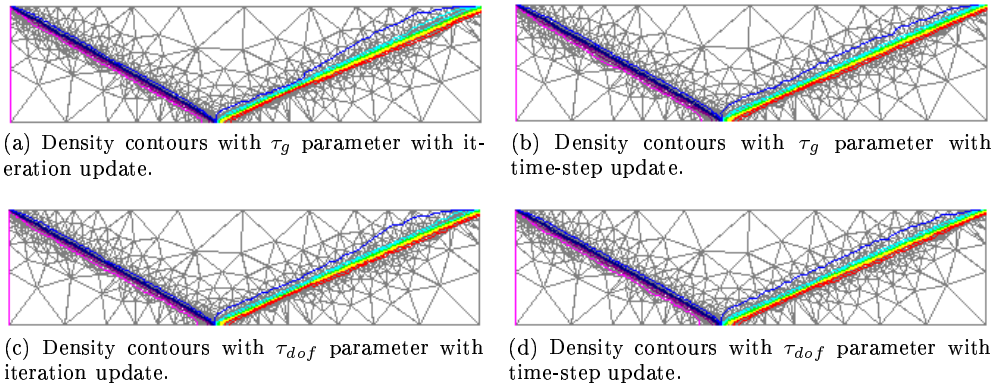 (a) Density contours with τg parameter with it-
eration update.
(b) Density contours with τg parameter with
time-step update.
(c) Density contours with τdof parameter with
iteration update.
(d) Density contours with τdof parameter with
time-step update.